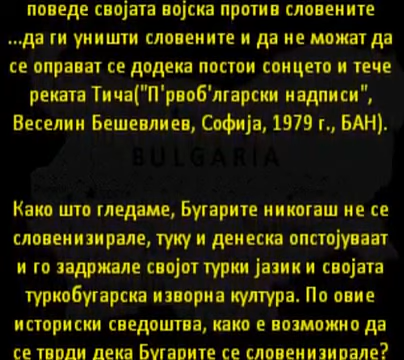 поведе својата војска против словените
...да ги уништи словените и да не можат да
се оправат се додека постои сонцето и тече
реката Тича("П'рвоб'лгарски надписи",
Веселин Бешевлиев, Софија, 1979 г., БАН).
BULGARIA
Како што гледаме, Бугарите никогаш не се
словенизирале, туку и денеска опстојуваат
и го задржале својот турки јазик и својата
туркобугарска изворна култура. По овие
историски сведоштва, како е возможно да
се тврди дека Бугарите се словенизирале?